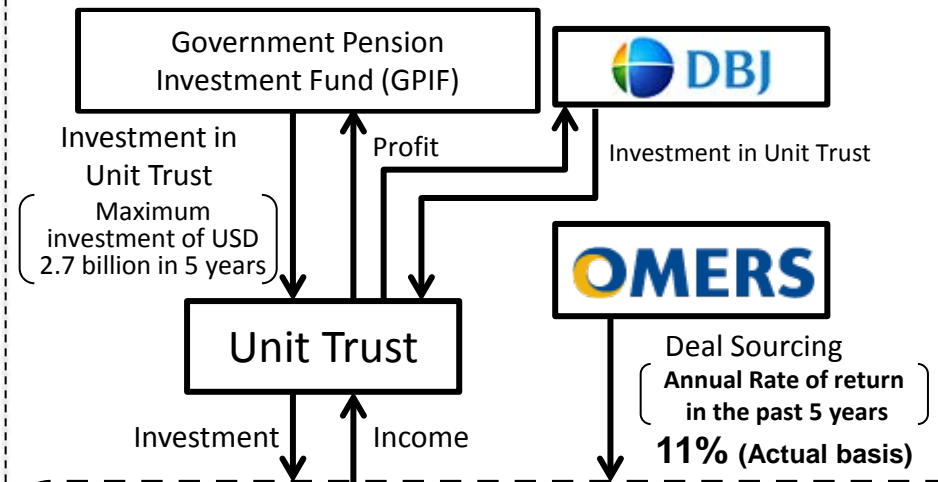 Government Pension
Investment Fund (GPIF)
DBJ
Investment in
Unit Trust
Maximum
investment of USD
2.7 billion in 5 years
Profit
Investment in Unit Trust
OMERS
Unit Trust
Deal Sourcing
Annual Rate of return
in the past 5 years
11% (Actual basis)
Investment
Income